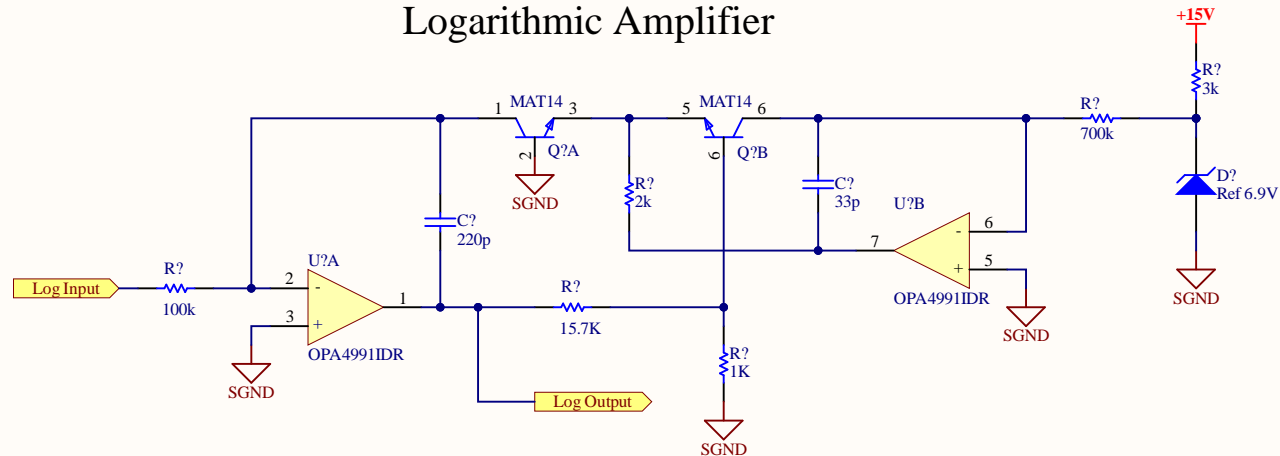 Logarithmic Amplifier
+15V
R?
3k
MAT14
MAT14
1
3
5
6
R?
700k
Q?A
2
Q?B
6
SGND
R?
2k
C?
33p
D?
Ref 6.9V
U?B
C?
220p
6
-
7
5
+
OPA4991IDR
U?A
R?
Log Input
100k
2
-
1
3
+
OPA4991IDR
R?
15.7K
SGND
SGND
SGND
R?
1K
Log Output
SGND